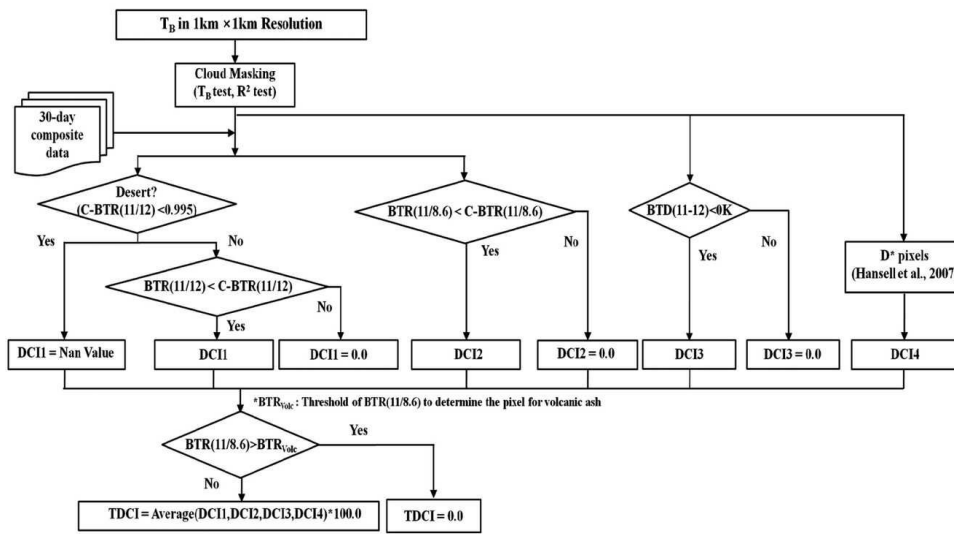 T_B in 1km ×1km Resolution
Cloud Masking
(T_B test, R² test)
30-day
composite
data
Desert?
(C-BTR(11/12)<0.995)
BTR(11/8.6) < C-BTR(11/8.6)
BTD(11-12)<0K
Yes
No
Yes
No
Yes
No
D* pixels
(Hansell et al., 2007
BTR(11/12) < C-BTR(11/12)
No
Yes
DCI1 = Nan Value
DCI1
DCI1 = 0.0
DCI2
DCI2 = 0.0
DCI3
DCI3 = 0.0
DCI4
*BTR_Volc : Threshold of BTR(11/8.6) to determine the pixel for volcanic ash
BTR(11/8.6)>BTR_Volc
Yes
No
TDCI = Average(DCI1,DCI2,DCI3,DCI4)*100.0
TDCI = 0.0